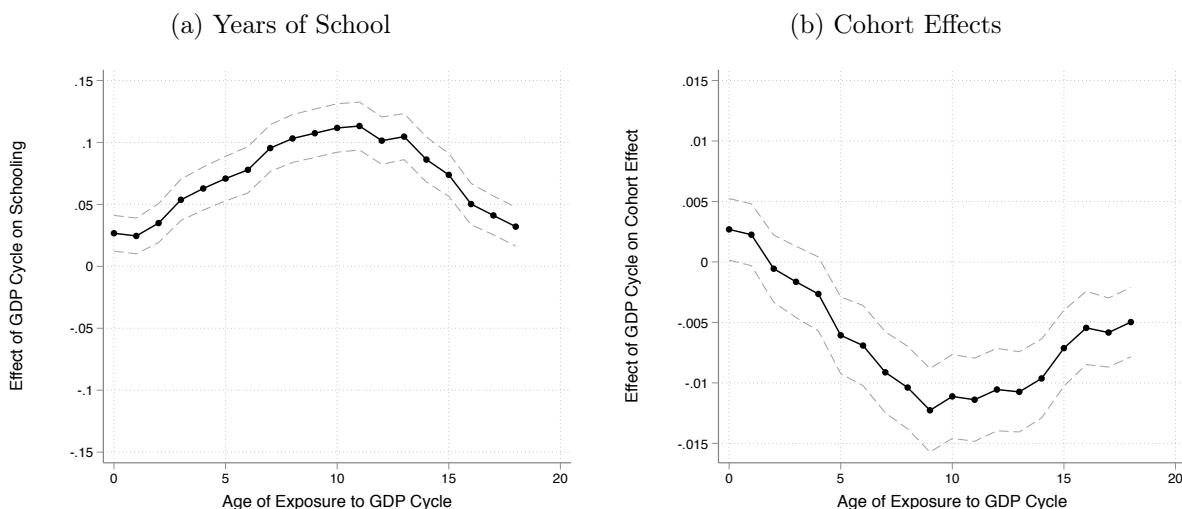 (a) Years of School
Effect of GDP Cycle on Schooling
.15
.1
.05
0
-.05
-.1
-.15
0 5 10 15 20
Age of Exposure to GDP Cycle
(b) Cohort Effects
Effect of GDP Cycle on Cohort Effect
.015
.01
.005
0
-.005
-.01
-.015
0 5 10 15 20
Age of Exposure to GDP Cycle